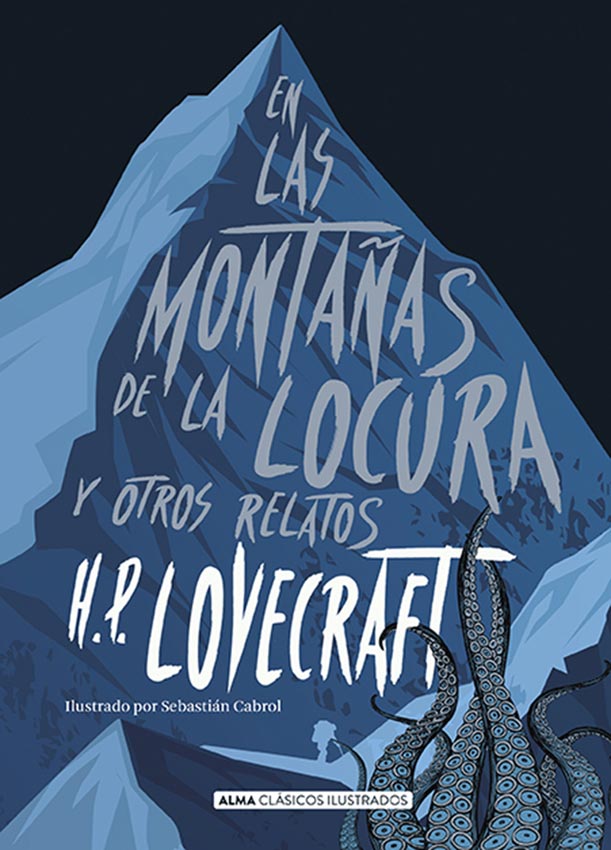 EN
LAS
MONTAÑAS
DE LA LOCURA
Y OTROS RELATOS
H.P. LOVECRAFT
Ilustrado por Sebastián Cabrol
ALMA CLÁSICOS ILUSTRADOS